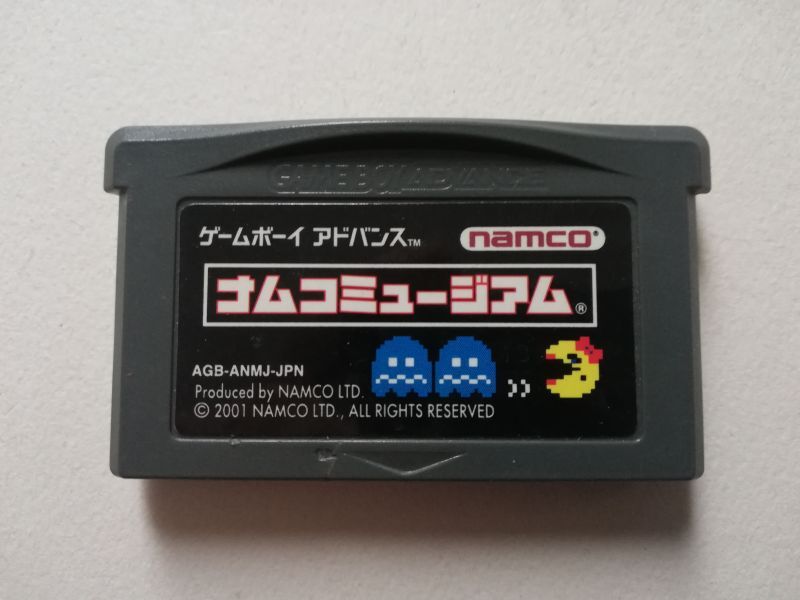 GAME BOY ADVANCE
ゲームボーイ アドバンス™ namco®
ナムコミュージアム®
AGB-ANMJ-JPN
Produced by NAMCO LTD.
© 2001 NAMCO LTD., ALL RIGHTS RESERVED